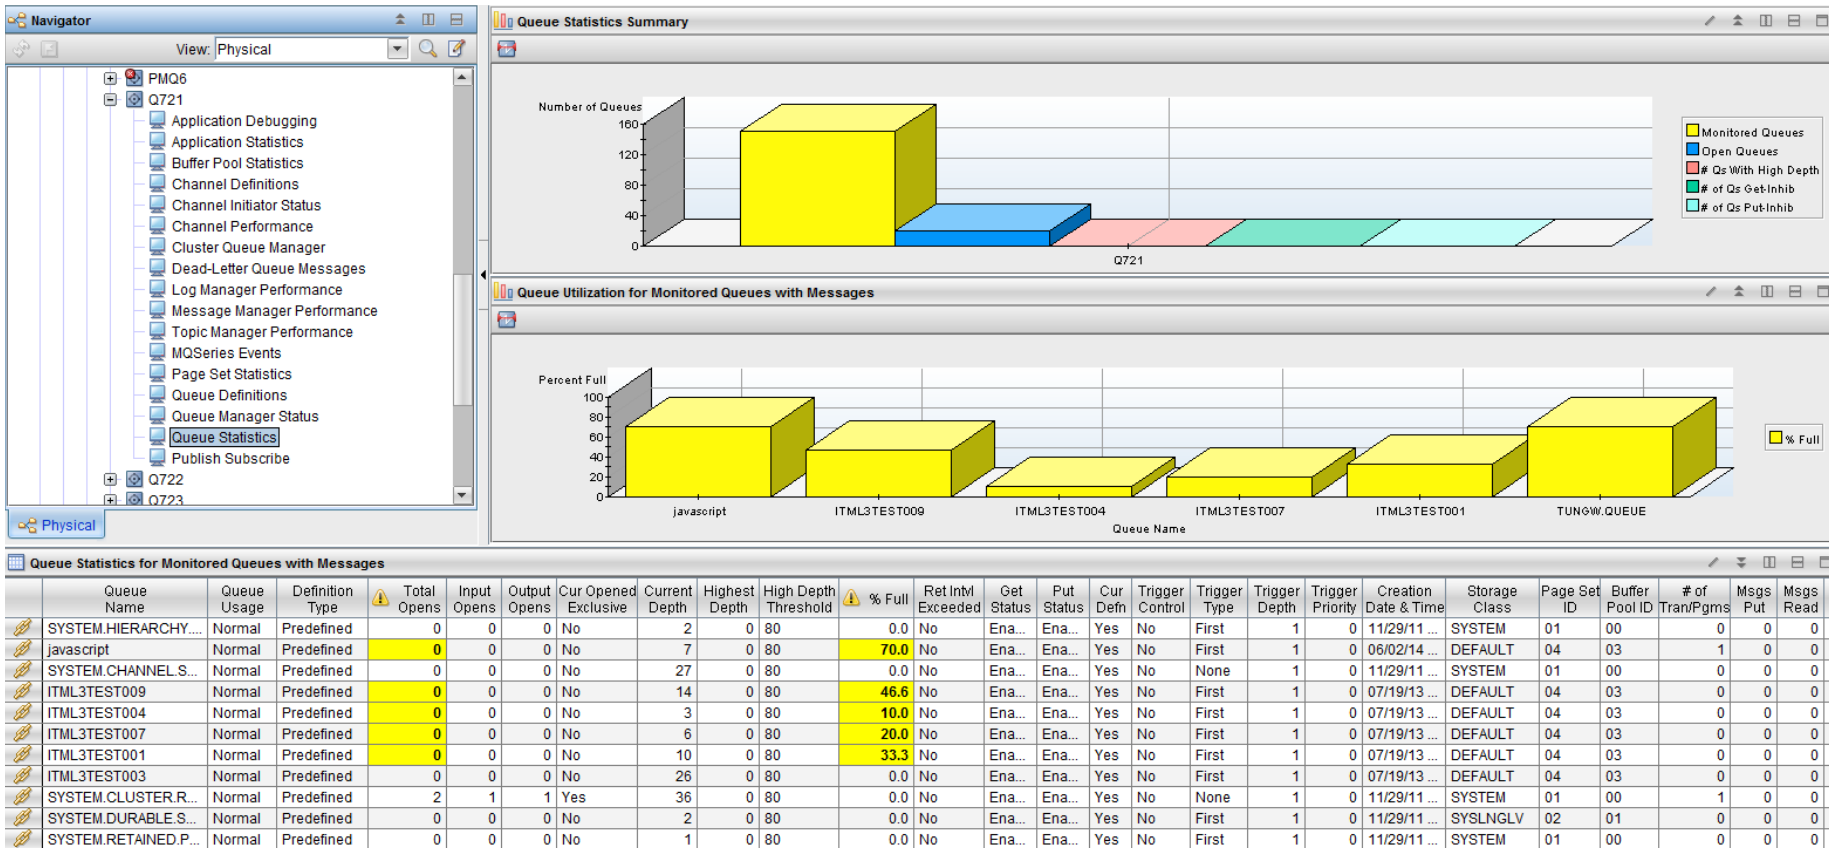 Navigator
View: Physical
PMQ6
Q721
Application Debugging
Application Statistics
Buffer Pool Statistics
Channel Definitions
Channel Initiator Status
Channel Performance
Cluster Queue Manager
Dead-Letter Queue Messages
Log Manager Performance
Message Manager Performance
Topic Manager Performance
MQSeries Events
Page Set Statistics
Queue Definitions
Queue Manager Status
Queue Statistics
Publish Subscribe
Q722
Q723
Physical
Queue Statistics Summary
Number of Queues
160
120
80
40
0
Q721
Monitored Queues
Open Queues
# Qs With High Depth
# of Qs Get-Inhib
# of Qs Put-Inhib
Queue Utilization for Monitored Queues with Messages
Percent Full
100
80
60
40
20
0
javascript ITML3TEST009 ITML3TEST004 ITML3TEST007 ITML3TEST001 TUNGW.QUEUE
Queue Name
% Full
Queue Statistics for Monitored Queues with Messages
Queue Name Queue Usage Definition Type Total Opens Input Opens Output Opens Cur Opened Exclusive Current Depth Highest Depth High Depth Threshold % Full Ret Intvl Exceeded Get Status Put Status Cur Defn Trigger Control Trigger Type Trigger Depth Trigger Priority Creation Date & Time Storage Class Page Set ID Buffer Pool ID # of Tran/Pgms Msgs Put Msgs Read
SYSTEM.HIERARCHY.... Normal Predefined 0 0 0 No 2 0 80 0.0 No Ena... Ena... Yes No First 1 0 11/29/11 ... SYSTEM 01 00 0 0 0
javascript Normal Predefined 0 0 0 No 7 0 80 70.0 No Ena... Ena... Yes No First 1 0 06/02/14 ... DEFAULT 04 03 1 0 0
SYSTEM.CHANNEL.S... Normal Predefined 0 0 0 No 27 0 80 0.0 No Ena... Ena... Yes No None 1 0 11/29/11 ... SYSTEM 01 00 0 0 0
ITML3TEST009 Normal Predefined 0 0 0 No 14 0 80 46.6 No Ena... Ena... Yes No First 1 0 07/19/13 ... DEFAULT 04 03 0 0 0
ITML3TEST004 Normal Predefined 0 0 0 No 3 0 80 10.0 No Ena... Ena... Yes No First 1 0 07/19/13 ... DEFAULT 04 03 0 0 0
ITML3TEST007 Normal Predefined 0 0 0 No 6 0 80 20.0 No Ena... Ena... Yes No First 1 0 07/19/13 ... DEFAULT 04 03 0 0 0
ITML3TEST001 Normal Predefined 0 0 0 No 10 0 80 33.3 No Ena... Ena... Yes No First 1 0 07/19/13 ... DEFAULT 04 03 0 0 0
ITML3TEST003 Normal Predefined 0 0 0 No 26 0 80 0.0 No Ena... Ena... Yes No First 1 0 07/19/13 ... DEFAULT 04 03 0 0 0
SYSTEM.CLUSTER.R... Normal Predefined 2 1 1 Yes 36 0 80 0.0 No Ena... Ena... Yes No None 1 0 11/29/11 ... SYSTEM 01 00 1 0 0
SYSTEM.DURABLE.S... Normal Predefined 0 0 0 No 2 0 80 0.0 No Ena... Ena... Yes No First 1 0 11/29/11 ... SYSLNGLV 02 01 0 0 0
SYSTEM.RETAINED.P... Normal Predefined 0 0 0 No 1 0 80 0.0 No Ena... Ena... Yes No First 1 0 11/29/11 ... SYSTEM 01 00 0 0 0